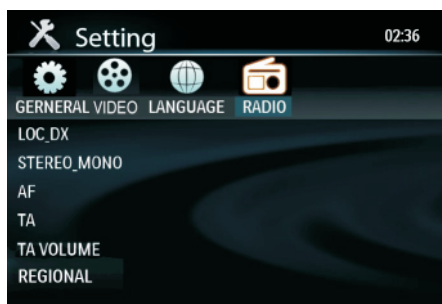 Setting 02:36
GERNERAL VIDEO LANGUAGE RADIO
LOC_DX
STEREO_MONO
AF
TA
TA VOLUME
REGIONAL